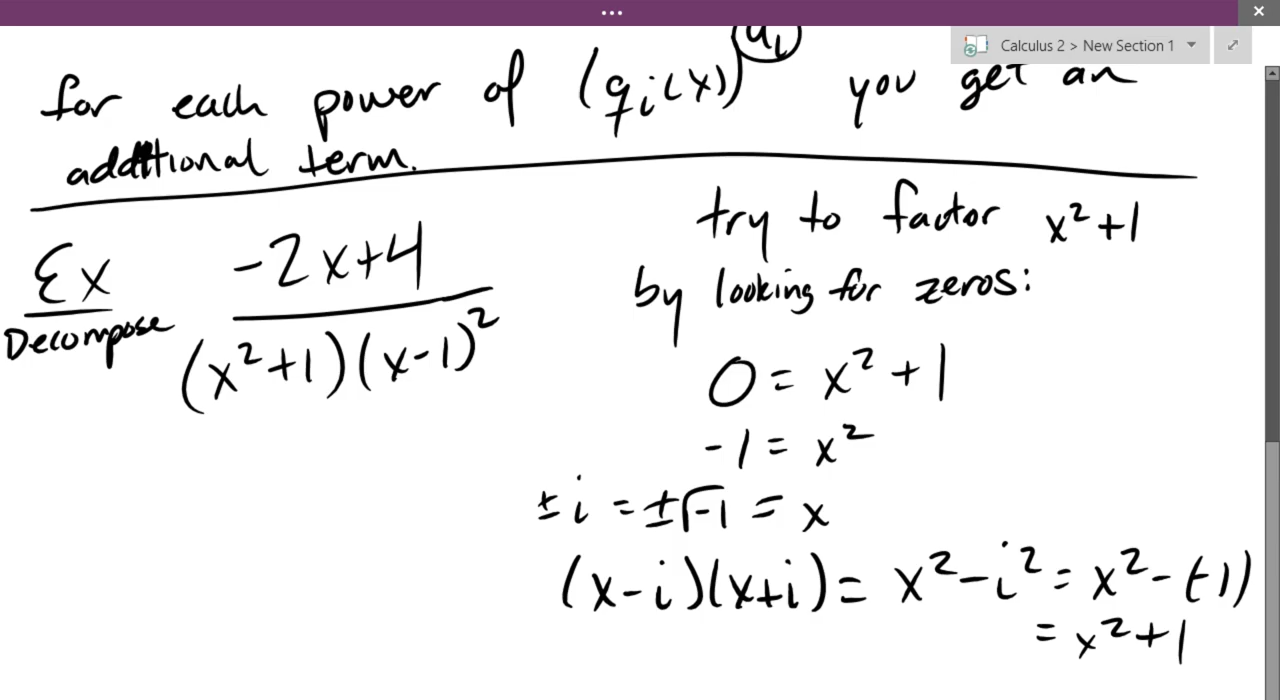 Calculus 2 > New Section 1
for each power of (qᵢ(x))^aᵢ you get an
additional term.
Ex
Decompose
-2x+4
(x²+1)(x-1)²
try to factor x²+1
by looking for zeros:
0 = x² + 1
-1 = x²
±i = ±√-1 = x
(x-i)(x+i) = x²-i² = x²-(-1)
= x²+1